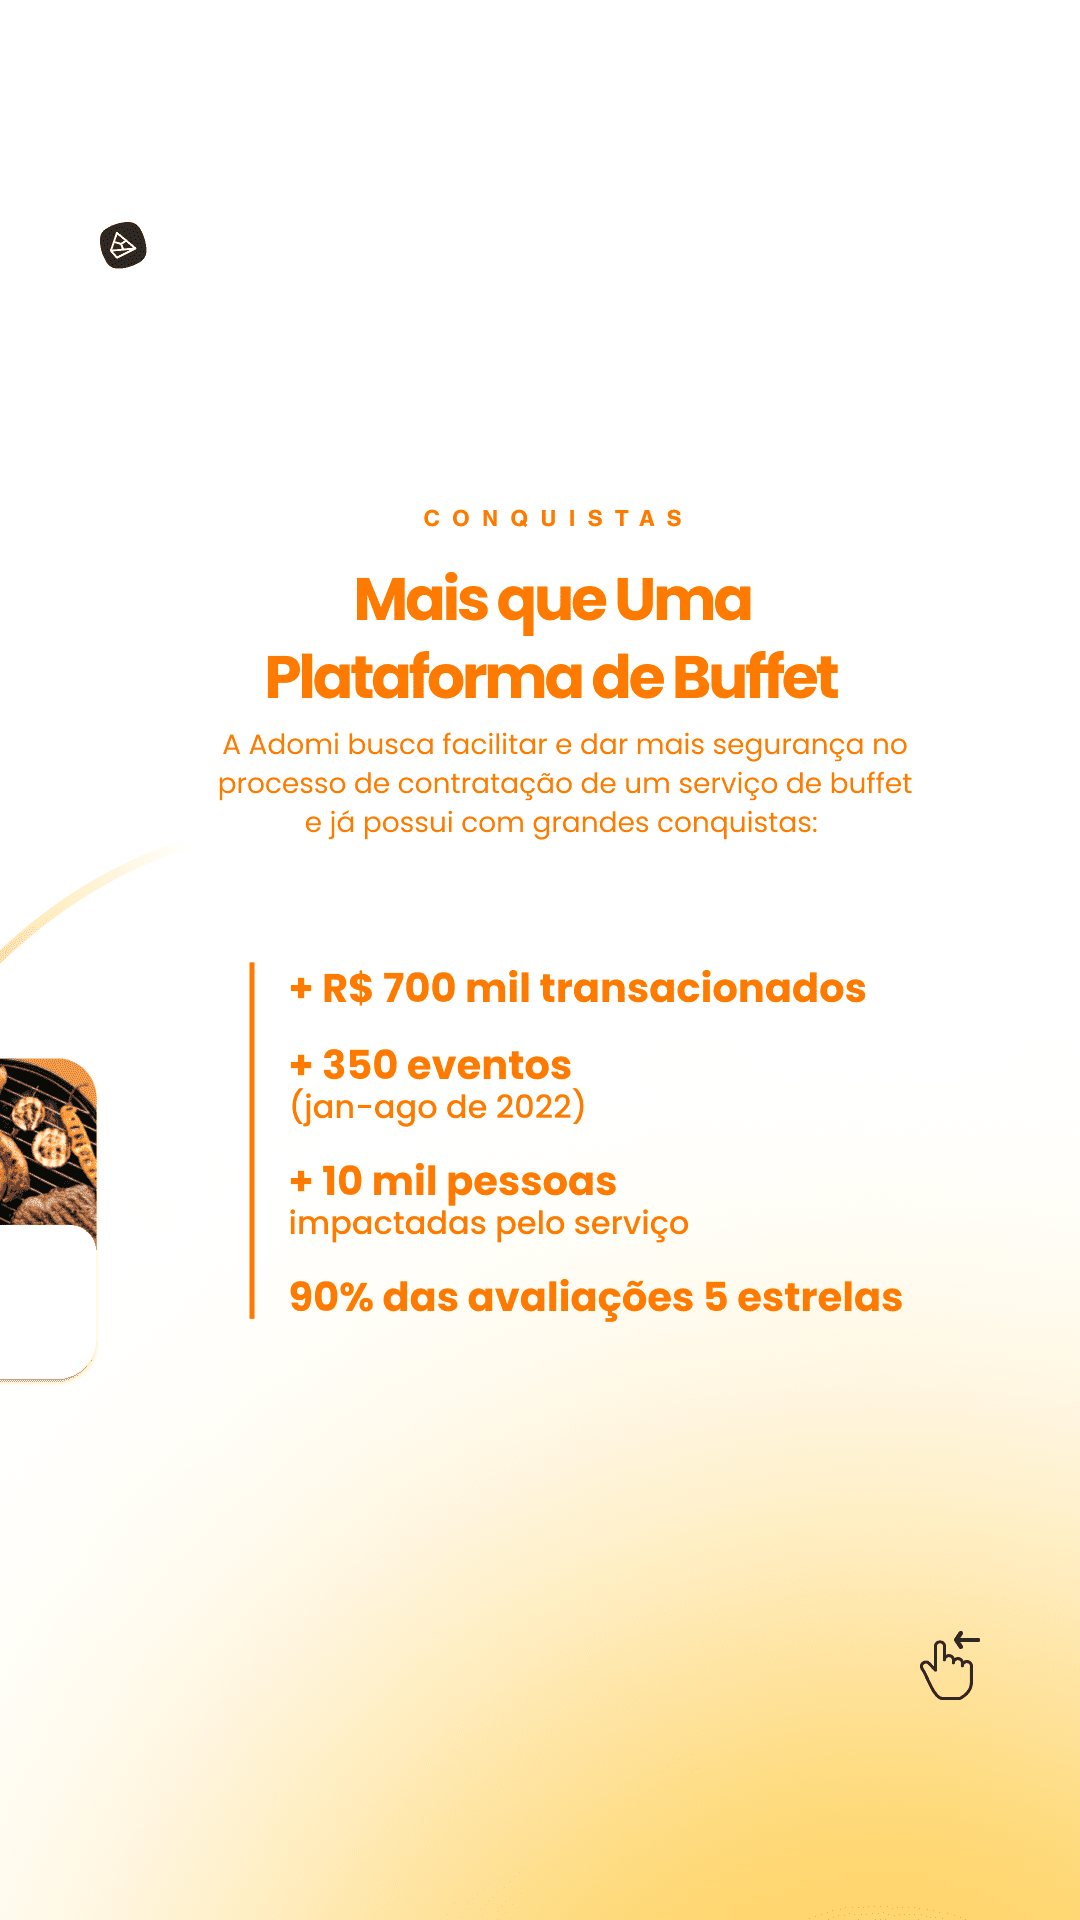 CONQUISTAS
Mais que Uma
Plataforma de Buffet
A Adomi busca facilitar e dar mais segurança no
processo de contratação de um serviço de buffet
e já possui com grandes conquistas:
+ R$ 700 mil transacionados
+ 350 eventos
(jan-ago de 2022)
+ 10 mil pessoas
impactadas pelo serviço
90% das avaliações 5 estrelas